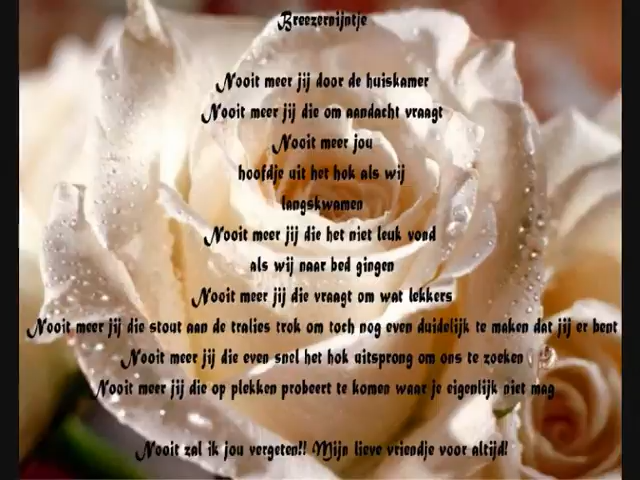 Breezernijntje
Nooit meer jij door de huiskamer
Nooit meer jij die om aandacht vraagt
Nooit meer jou
hoofdje uit het hok als wij
langskwamen
Nooit meer jij die het niet leuk vond
als wij naar bed gingen
Nooit meer jij die vraagt om wat lekkers
Nooit meer jij die stout aan de tralies trok om toch nog even duidelijk te maken dat jij er bent
Nooit meer jij die even snel het hok uitsprong om ons te zoeken
Nooit meer jij die op plekken probeert te komen waar je eigenlijk niet mag
Nooit zal ik jou vergeten!! Mijn lieve vriendje voor altijd!